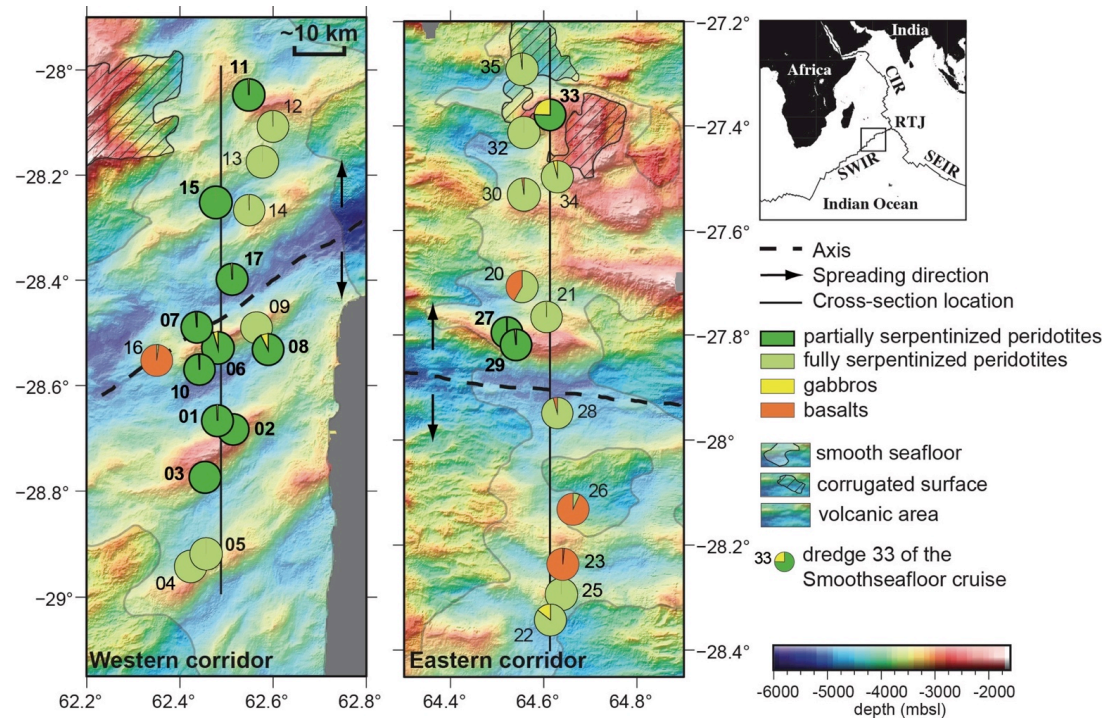 ~10 km
−28°
−28.2°
−28.4°
−28.6°
−28.8°
−29°
11
12
13
15
14
17
07
09
16
06
08
10
01
02
03
05
04
Western corridor
62.2
62.4
62.6
62.8
35
33
32
30
34
20
21
27
29
28
26
23
25
22
Eastern corridor
64.4
64.6
64.8
−27.2°
−27.4°
−27.6°
−27.8°
−28°
−28.2°
−28.4°
India
Africa
CIR
RTJ
SWIR
SEIR
Indian Ocean
Axis
Spreading direction
Cross-section location
partially serpentinized peridotites
fully serpentinized peridotites
gabbros
basalts
smooth seafloor
corrugated surface
volcanic area
33 dredge 33 of the
Smoothseafloor cruise
−6000 −5000 −4000 −3000 −2000
depth (mbsl)